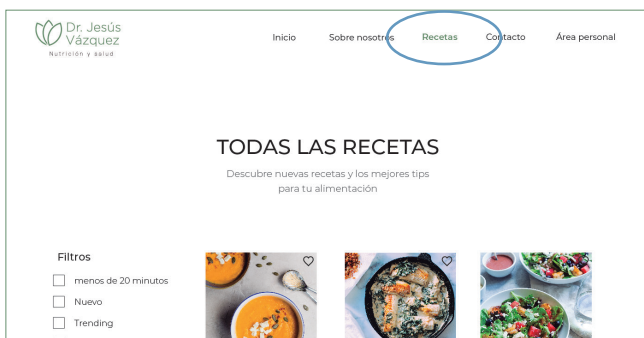 Dr. Jesús
Vázquez
Nutrición y salud
Inicio Sobre nosotros Recetas Contacto Área personal
TODAS LAS RECETAS
Descubre nuevas recetas y los mejores tips
para tu alimentación
Filtros
menos de 20 minutos
Nuevo
Trending